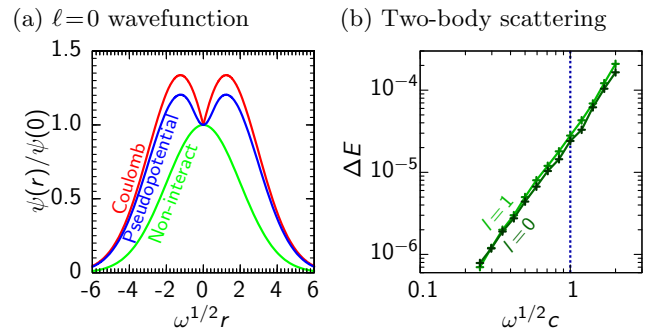 (a) ℓ=0 wavefunction
ψ(r)/ψ(0)
1.5
1.0
0.5
0
Coulomb
Pseudopotential
Non-interact
-6 -4 -2 0 2 4 6
ω^{1/2}r
(b) Two-body scattering
ΔE
10^{-4}
10^{-5}
10^{-6}
l=1
l=0
0.1 1
ω^{1/2}c